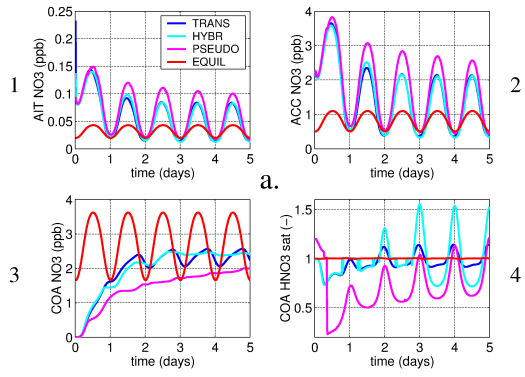 1
AIT NO3 (ppb)
0.25
0.2
0.15
0.1
0.05
0
TRANS
HYBR
PSEUDO
EQUIL
0 1 2 3 4 5
time (days)
ACC NO3 (ppb)
4
3
2
1
0
0 1 2 3 4 5
time (days)
2
a.
3
COA NO3 (ppb)
4
3
2
1
0
0 1 2 3 4 5
time (days)
COA HNO3 sat (−)
1.5
1
0.5
0 1 2 3 4 5
time (days)
4